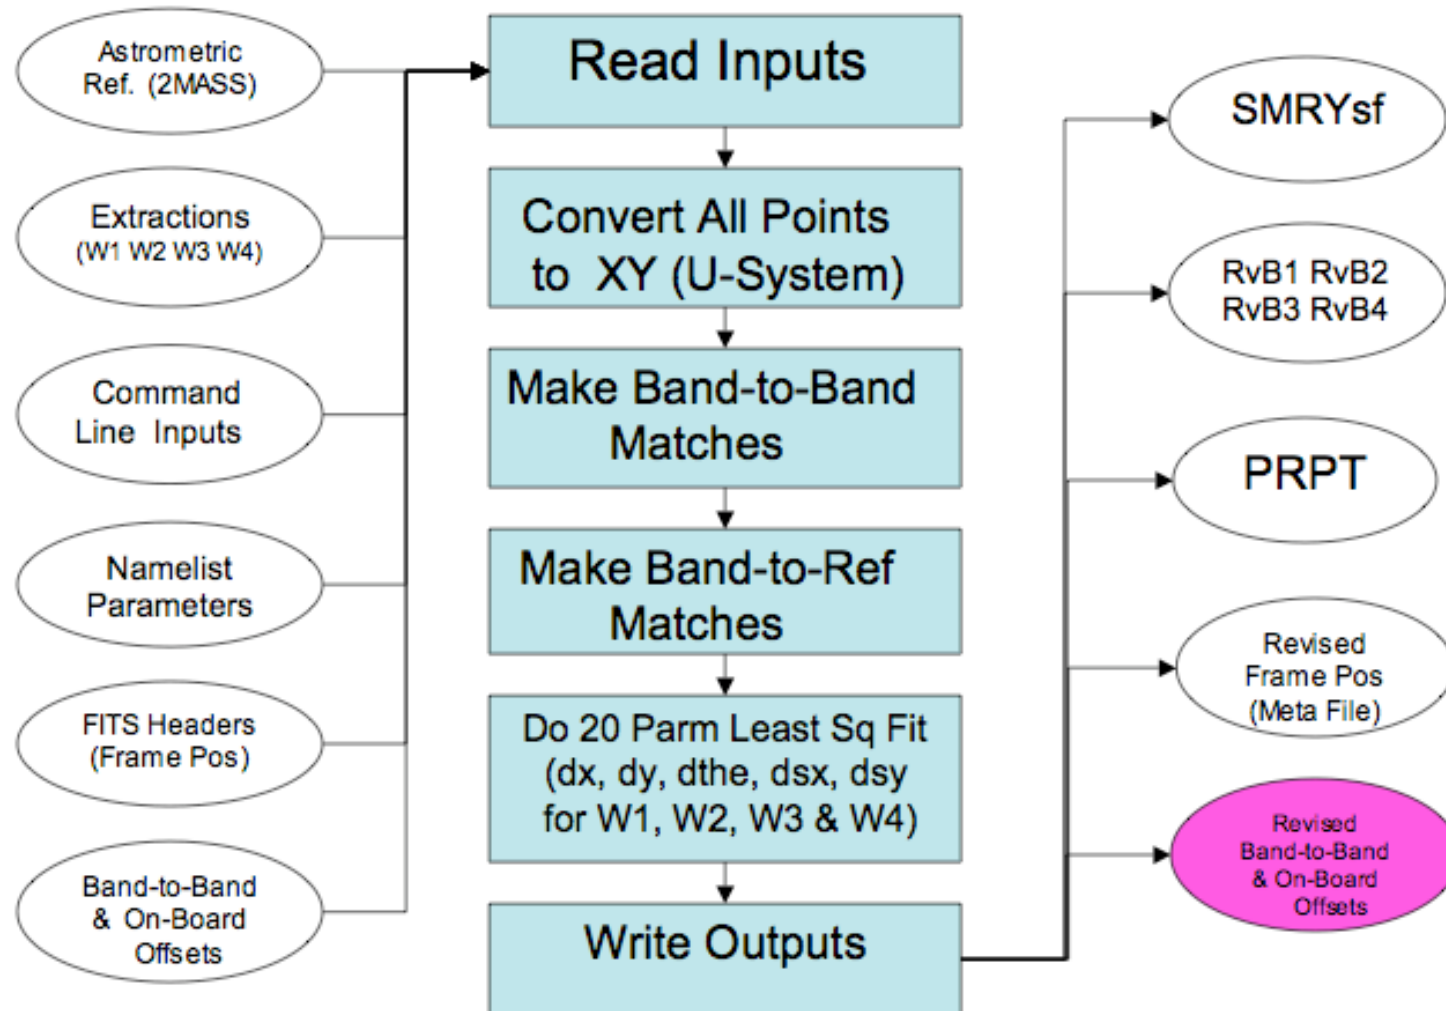 Astrometric
Ref. (2MASS)
Extractions
(W1 W2 W3 W4)
Command
Line Inputs
Namelist
Parameters
FITS Headers
(Frame Pos)
Band-to-Band
& On-Board
Offsets
Read Inputs
Convert All Points
to XY (U-System)
Make Band-to-Band
Matches
Make Band-to-Ref
Matches
Do 20 Parm Least Sq Fit
(dx, dy, dthe, dsx, dsy
for W1, W2, W3 & W4)
Write Outputs
SMRYsf
RvB1 RvB2
RvB3 RvB4
PRPT
Revised
Frame Pos
(Meta File)
Revised
Band-to-Band
& On-Board
Offsets